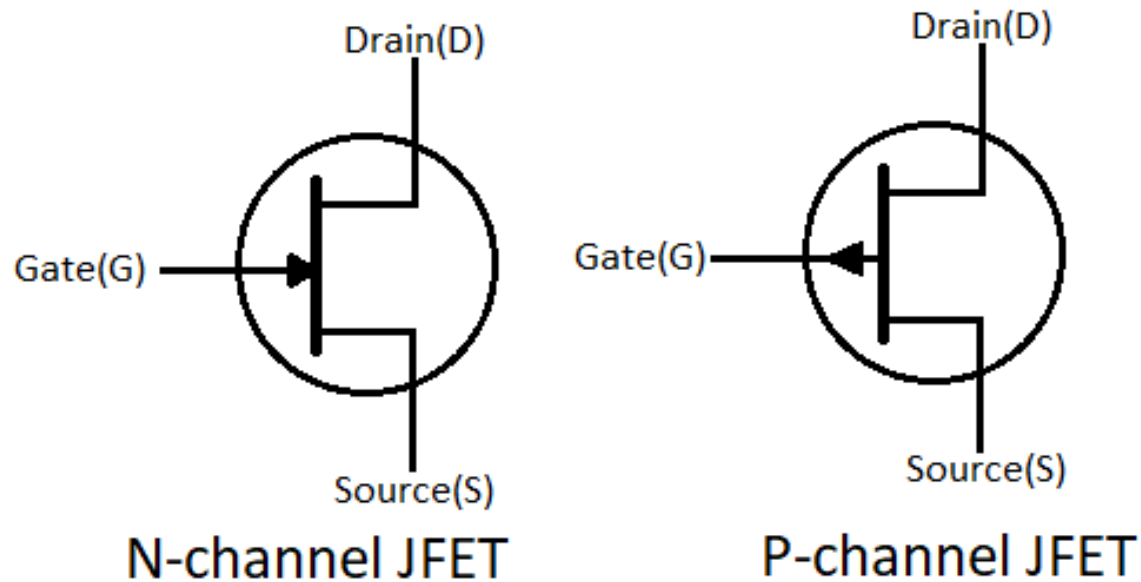 Drain(D)
Gate(G)
Source(S)
N-channel JFET
Drain(D)
Gate(G)
Source(S)
P-channel JFET